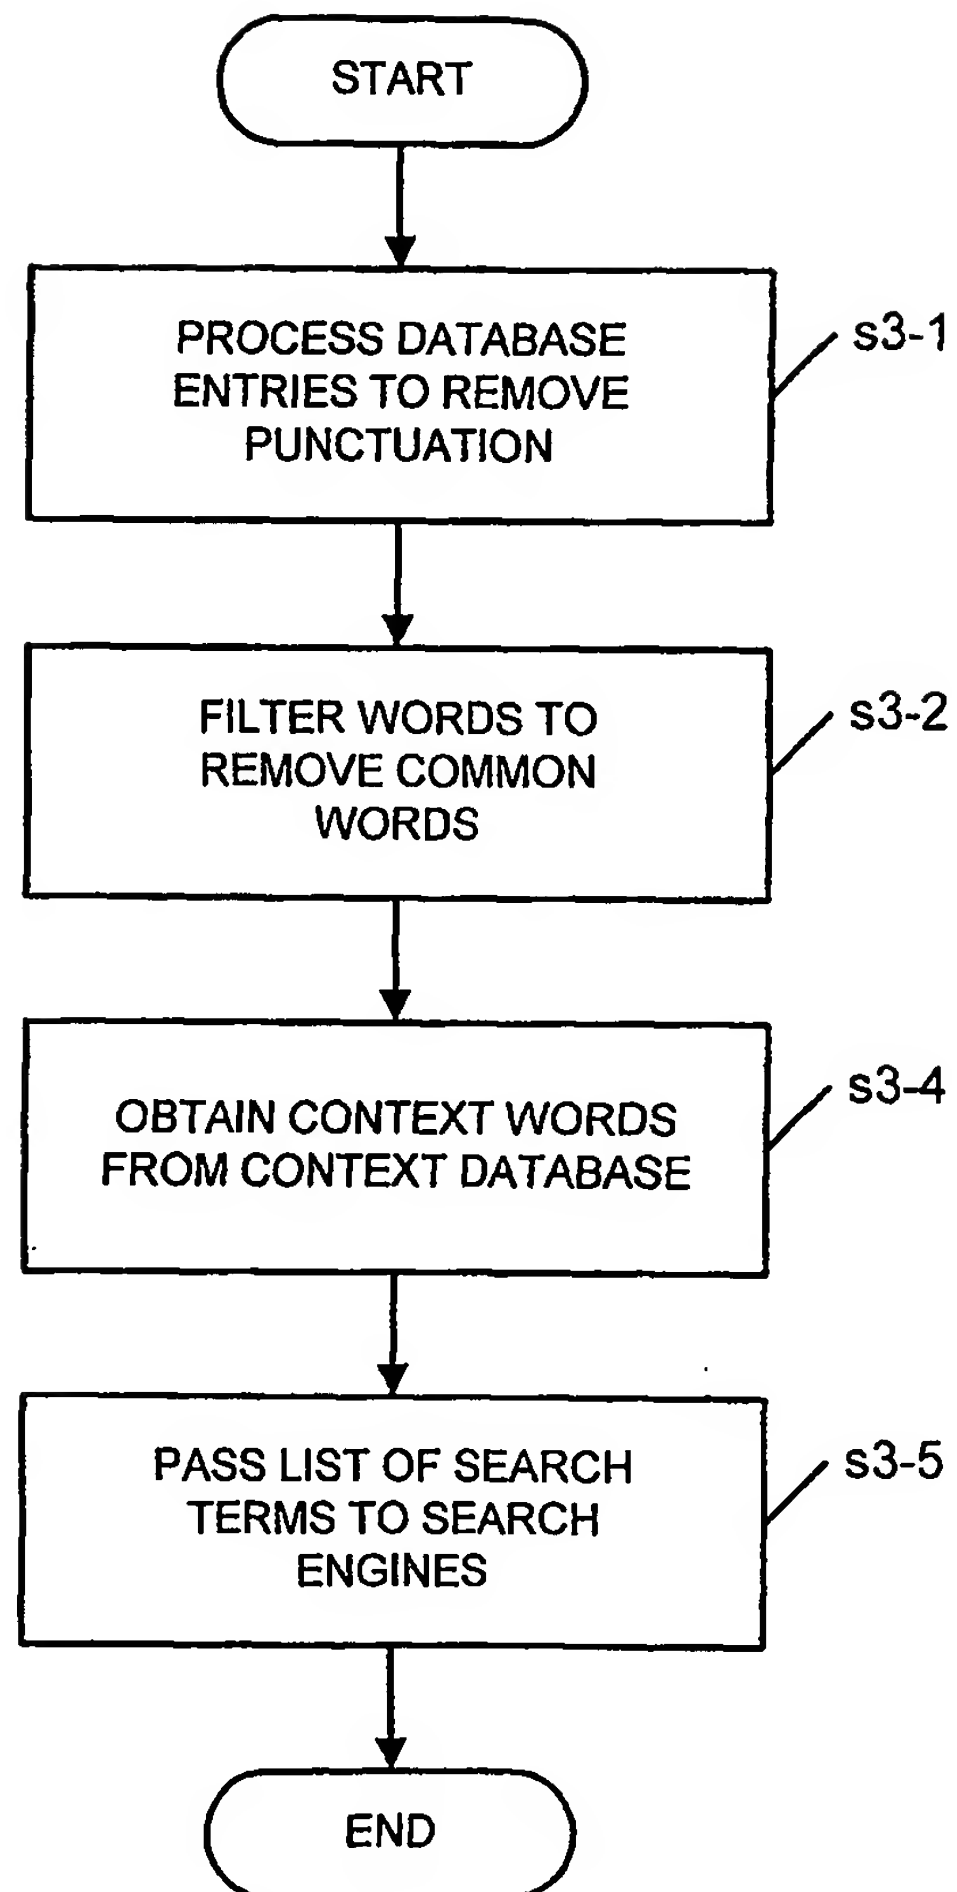 START
PROCESS DATABASE
ENTRIES TO REMOVE
PUNCTUATION
s3-1
FILTER WORDS TO
REMOVE COMMON
WORDS
s3-2
OBTAIN CONTEXT WORDS
FROM CONTEXT DATABASE
s3-4
PASS LIST OF SEARCH
TERMS TO SEARCH
ENGINES
s3-5
END